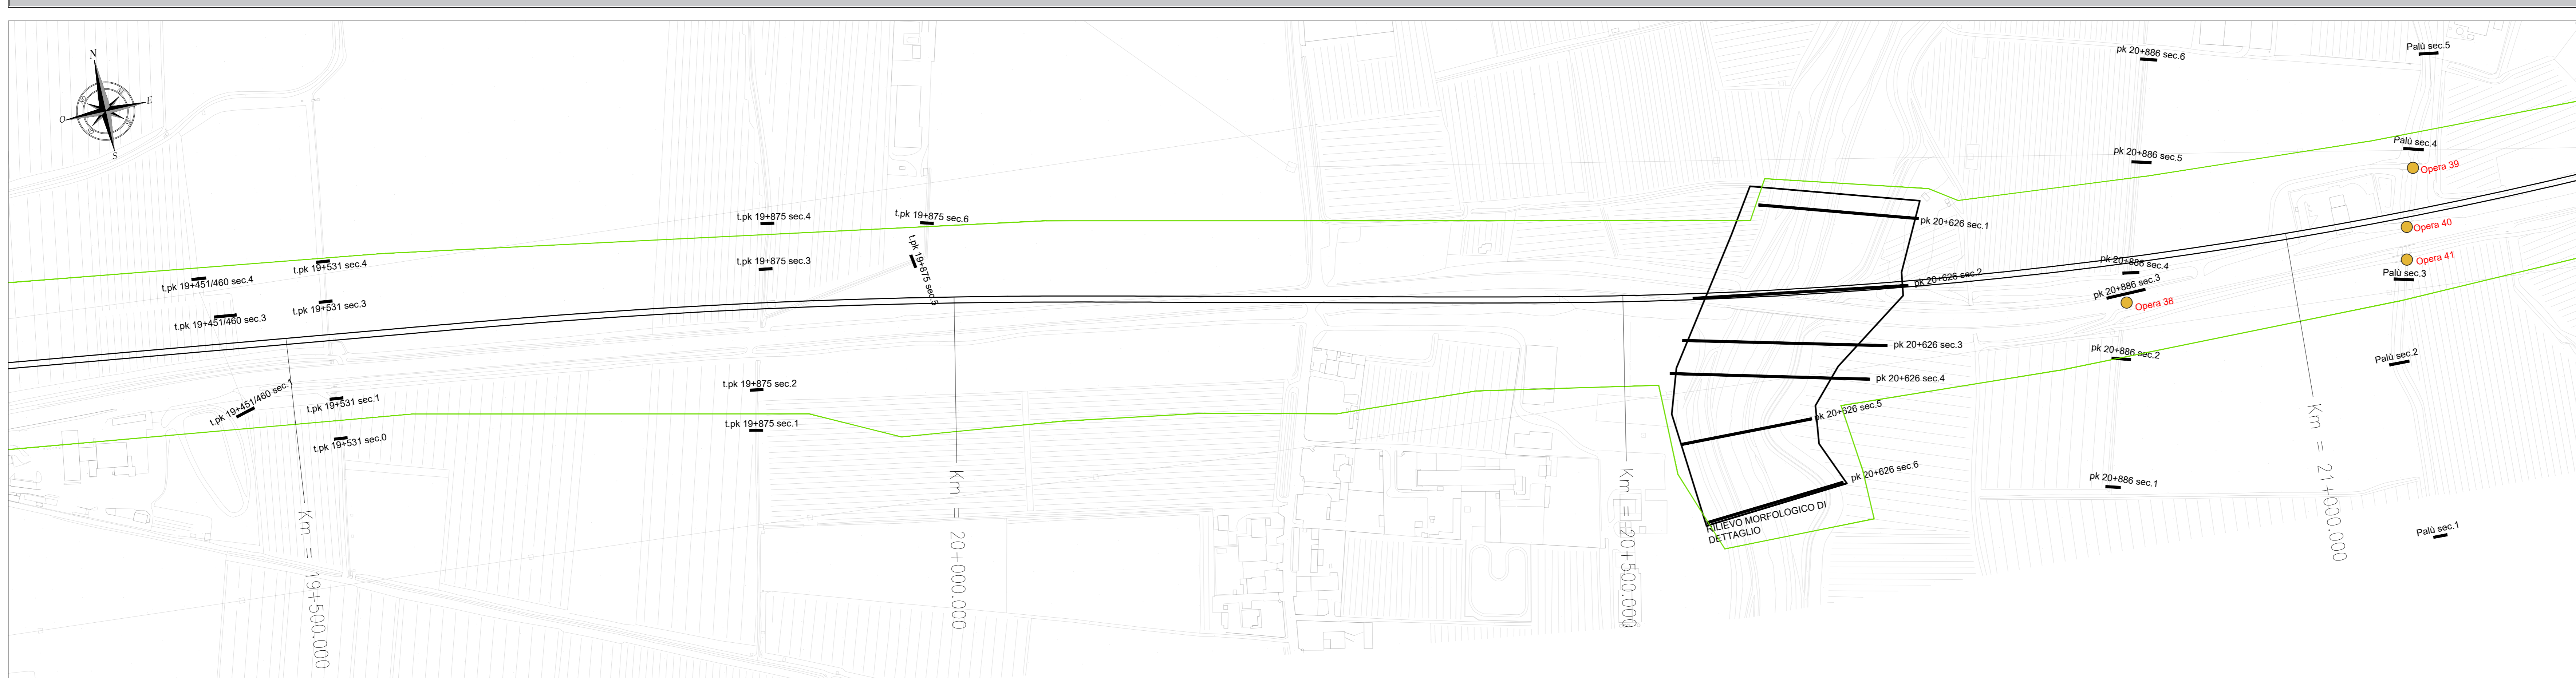 N
E
S
O
t.pk 19+451/460 sec.4
t.pk 19+451/460 sec.3
t.pk 19+451/460 sec.1
t.pk 19+531 sec.4
t.pk 19+531 sec.3
t.pk 19+531 sec.1
t.pk 19+531 sec.0
Km = 19+500.000
t.pk 19+875 sec.4
t.pk 19+875 sec.3
t.pk 19+875 sec.2
t.pk 19+875 sec.1
t.pk 19+875 sec.6
t.pk 19+875 sec.5
Km = 20+000.000
Km = 20+500.000
pk 20+626 sec.1
pk 20+626 sec.2
pk 20+626 sec.3
pk 20+626 sec.4
pk 20+626 sec.5
pk 20+626 sec.6
RILIEVO MORFOLOGICO DI
DETTAGLIO
pk 20+886 sec.6
pk 20+886 sec.5
pk 20+886 sec.4
pk 20+886 sec.3
Opera 38
pk 20+886 sec.2
pk 20+886 sec.1
Km = 21+000.000
Palù sec.5
Palù sec.4
Opera 39
Opera 40
Opera 41
Palù sec.3
Palù sec.2
Palù sec.1